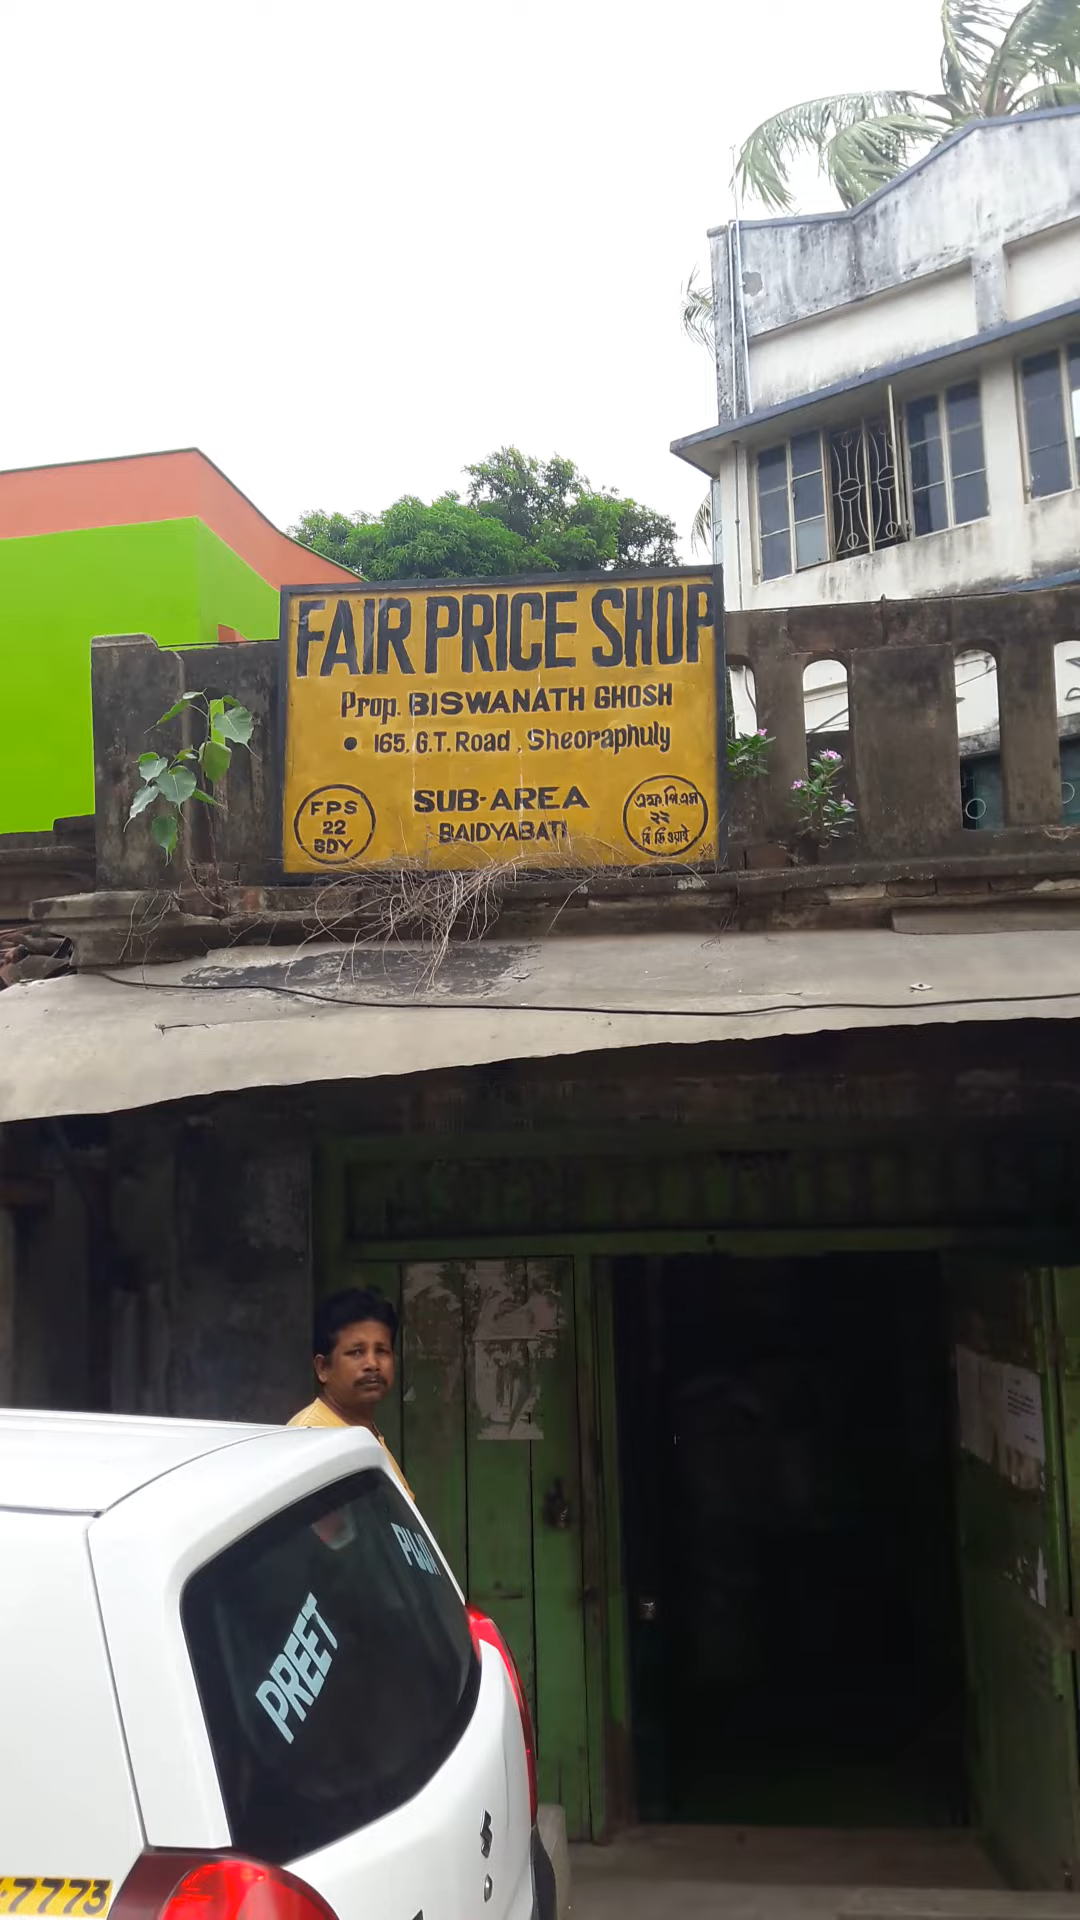 FAIR PRICE SHOP
Prop. BISWANATH GHOSH
• 165, G.T. Road, Sheoraphuly
SUB-AREA
BAIDYABATI
FPS
22
BDY
এফ পি এস
২২
বি ডি ওয়াই
PREET
PUJA
7773